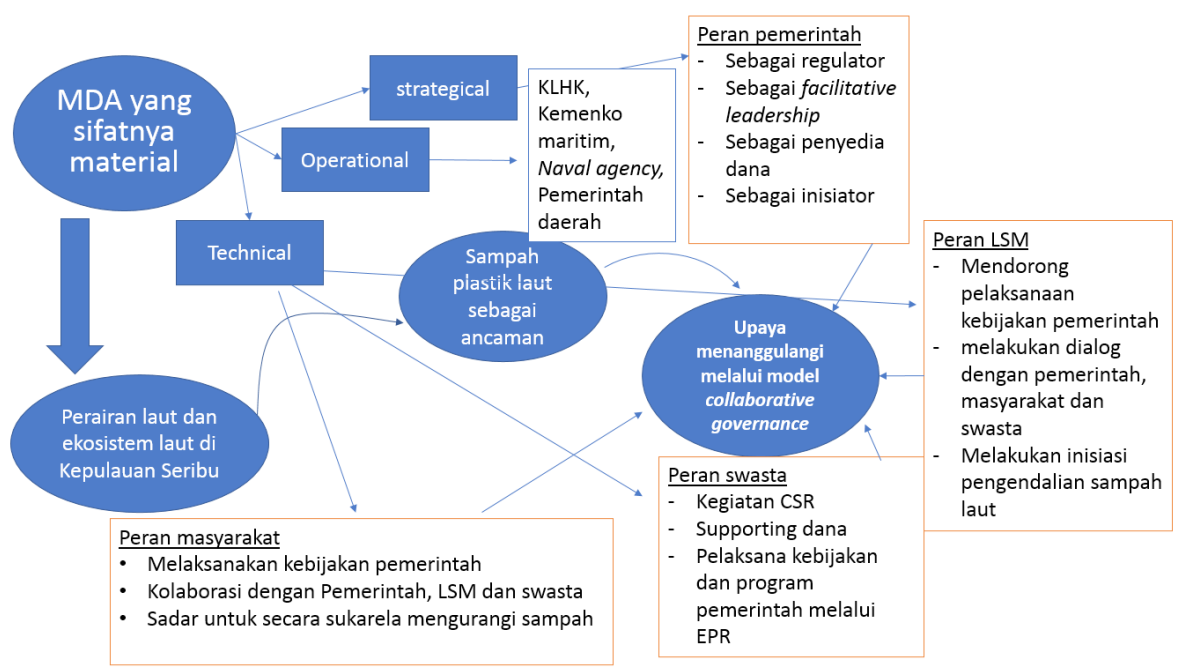 MDA yang
sifatnya
material
strategical
Operational
Technical
KLHK,
Kemenko
maritim,
Naval agency,
Pemerintah
daerah
Peran pemerintah
- Sebagai regulator
- Sebagai facilitative
leadership
- Sebagai penyedia
dana
- Sebagai inisiator
Sampah
plastik laut
sebagai
ancaman
Upaya
menanggulangi
melalui model
collaborative
governance
Peran LSM
- Mendorong
pelaksanaan
kebijakan pemerintah
- melakukan dialog
dengan pemerintah,
masyarakat dan
swasta
- Melakukan inisiasi
pengendalian sampah
laut
Perairan laut dan
ekosistem laut di
Kepulauan Seribu
Peran swasta
- Kegiatan CSR
- Supporting dana
- Pelaksana kebijakan
dan program
pemerintah melalui
EPR
Peran masyarakat
• Melaksanakan kebijakan pemerintah
• Kolaborasi dengan Pemerintah, LSM dan swasta
• Sadar untuk secara sukarela mengurangi sampah